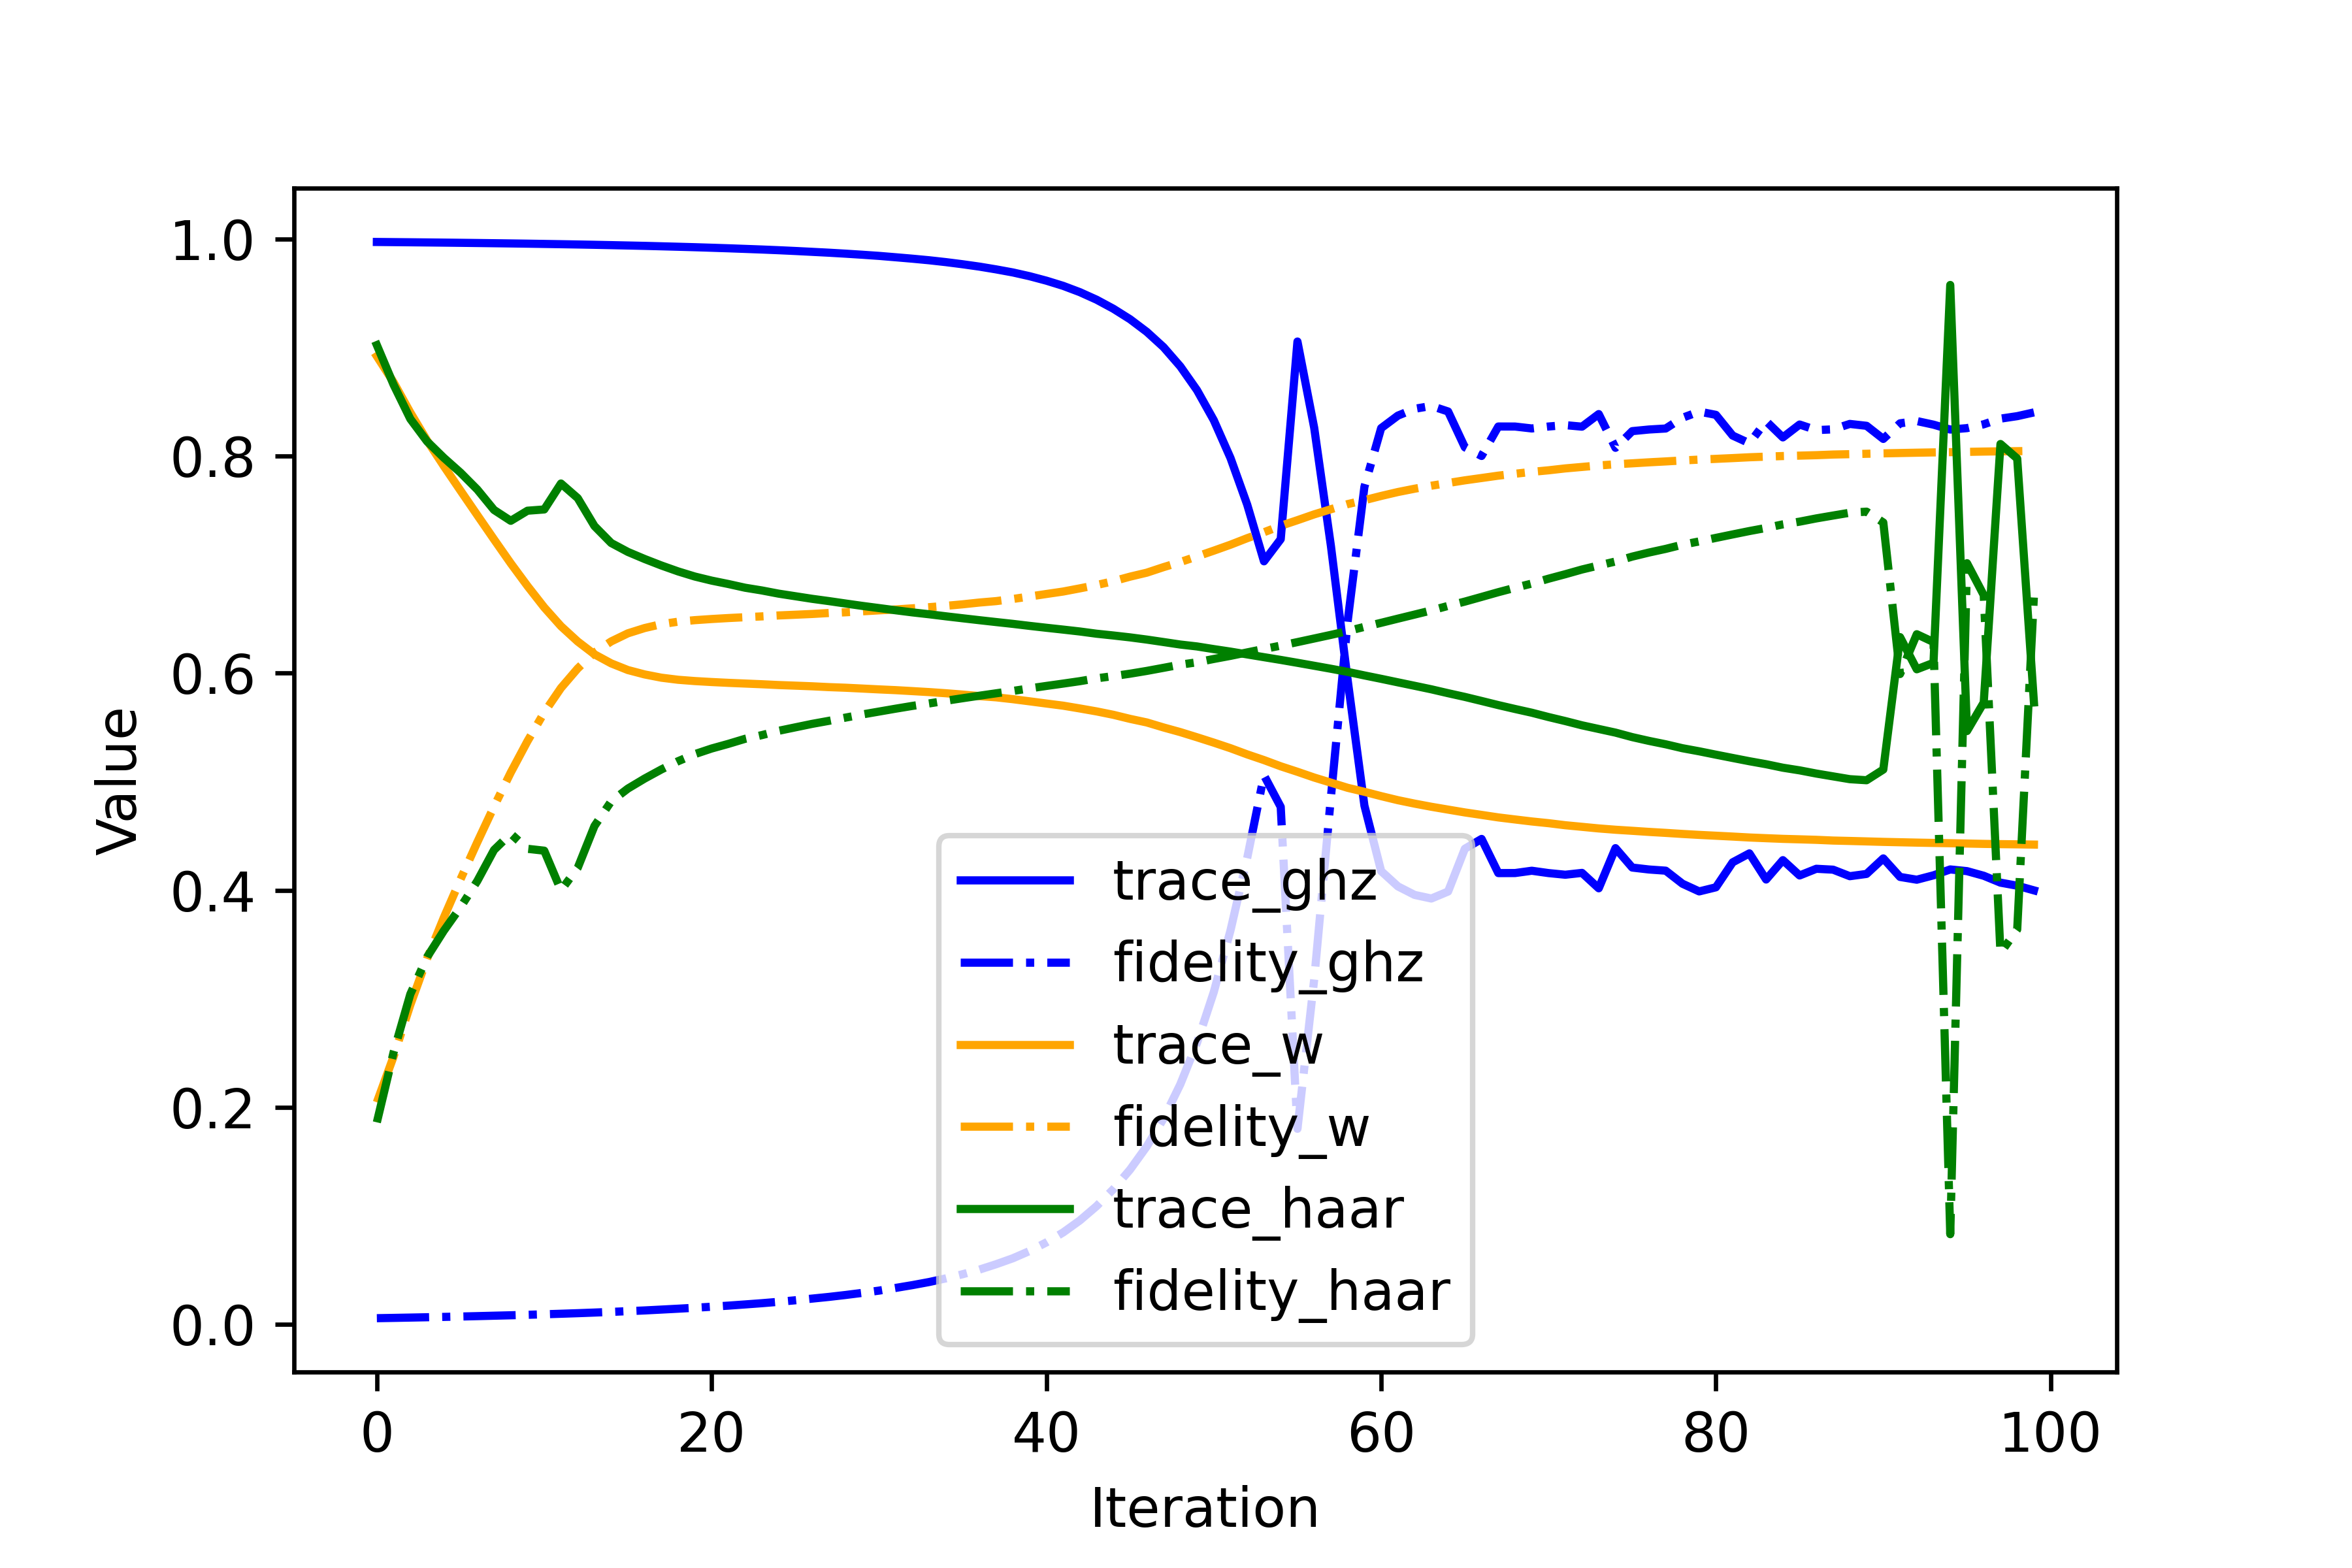 1.0
0.8
0.6
0.4
0.2
0.0
Value
trace_ghz
fidelity_ghz
trace_w
fidelity_w
trace_haar
fidelity_haar
0 20 40 60 80 100
Iteration